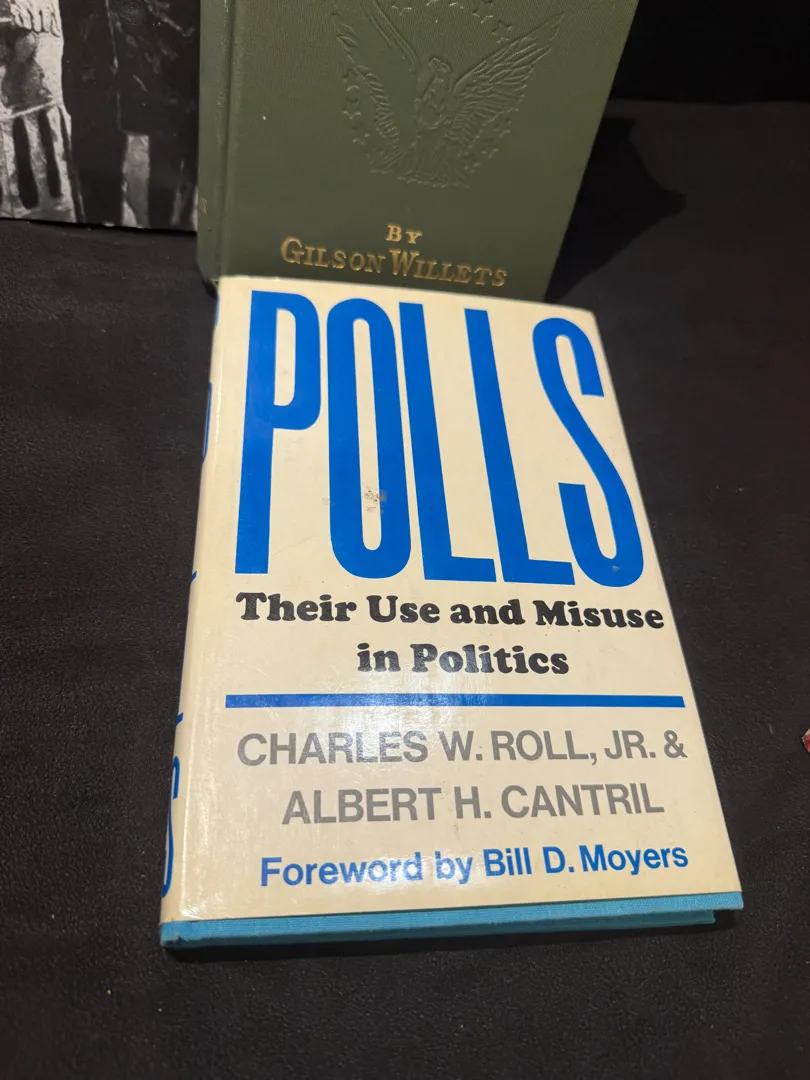 BY
GILSON WILLETS
POLLS
Their Use and Misuse
in Politics
CHARLES W. ROLL, JR. &
ALBERT H. CANTRIL
Foreword by Bill D. Moyers